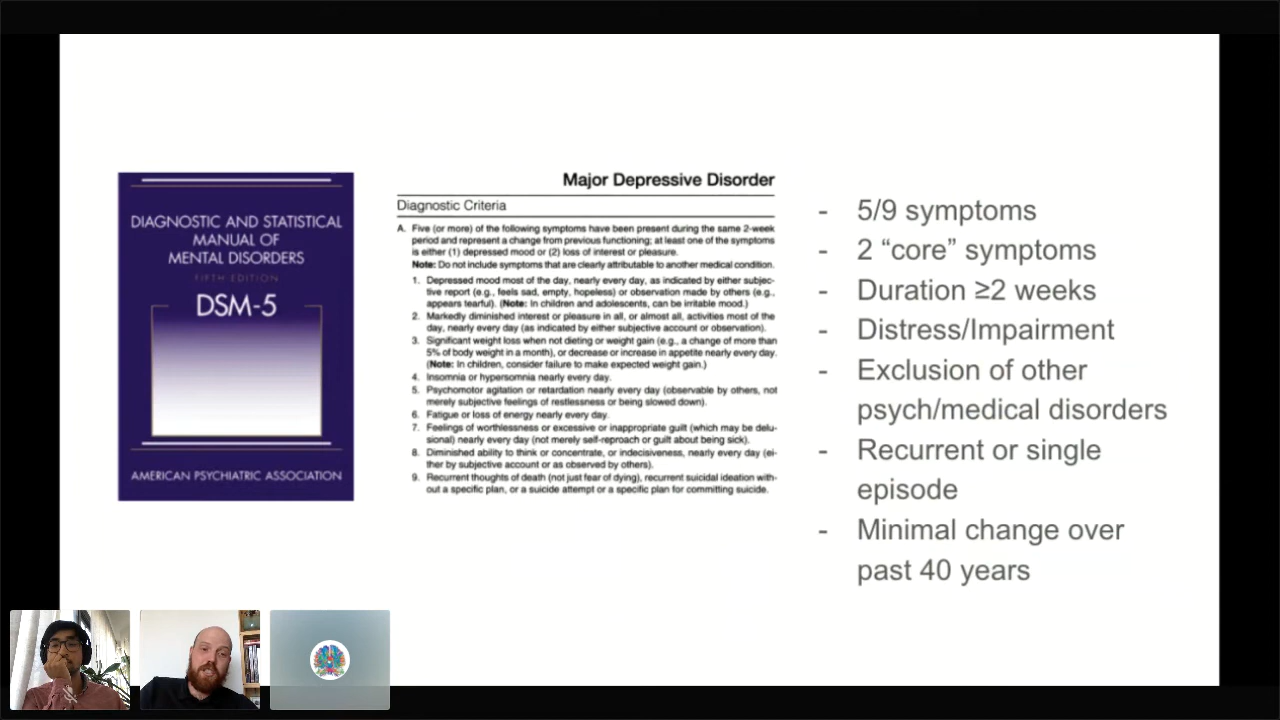 DIAGNOSTIC AND STATISTICAL
MANUAL OF
MENTAL DISORDERS
FIFTH EDITION
DSM-5
AMERICAN PSYCHIATRIC ASSOCIATION
Major Depressive Disorder
Diagnostic Criteria
A. Five (or more) of the following symptoms have been present during the same 2-week
period and represent a change from previous functioning; at least one of the symptoms
is either (1) depressed mood or (2) loss of interest or pleasure.
Note: Do not include symptoms that are clearly attributable to another medical condition.
1. Depressed mood most of the day, nearly every day, as indicated by either subjec-
tive report (e.g., feels sad, empty, hopeless) or observation made by others (e.g.,
appears tearful). (Note: In children and adolescents, can be irritable mood.)
2. Markedly diminished interest or pleasure in all, or almost all, activities most of the
day, nearly every day (as indicated by either subjective account or observation).
3. Significant weight loss when not dieting or weight gain (e.g., a change of more than
5% of body weight in a month), or decrease or increase in appetite nearly every day.
(Note: In children, consider failure to make expected weight gain.)
4. Insomnia or hypersomnia nearly every day.
5. Psychomotor agitation or retardation nearly every day (observable by others, not
merely subjective feelings of restlessness or being slowed down).
6. Fatigue or loss of energy nearly every day.
7. Feelings of worthlessness or excessive or inappropriate guilt (which may be delu-
sional) nearly every day (not merely self-reproach or guilt about being sick).
8. Diminished ability to think or concentrate, or indecisiveness, nearly every day (ei-
ther by subjective account or as observed by others).
9. Recurrent thoughts of death (not just fear of dying), recurrent suicidal ideation with-
out a specific plan, or a suicide attempt or a specific plan for committing suicide.
- 5/9 symptoms
- 2 “core” symptoms
- Duration ≥2 weeks
- Distress/Impairment
- Exclusion of other
psych/medical disorders
- Recurrent or single
episode
- Minimal change over
past 40 years